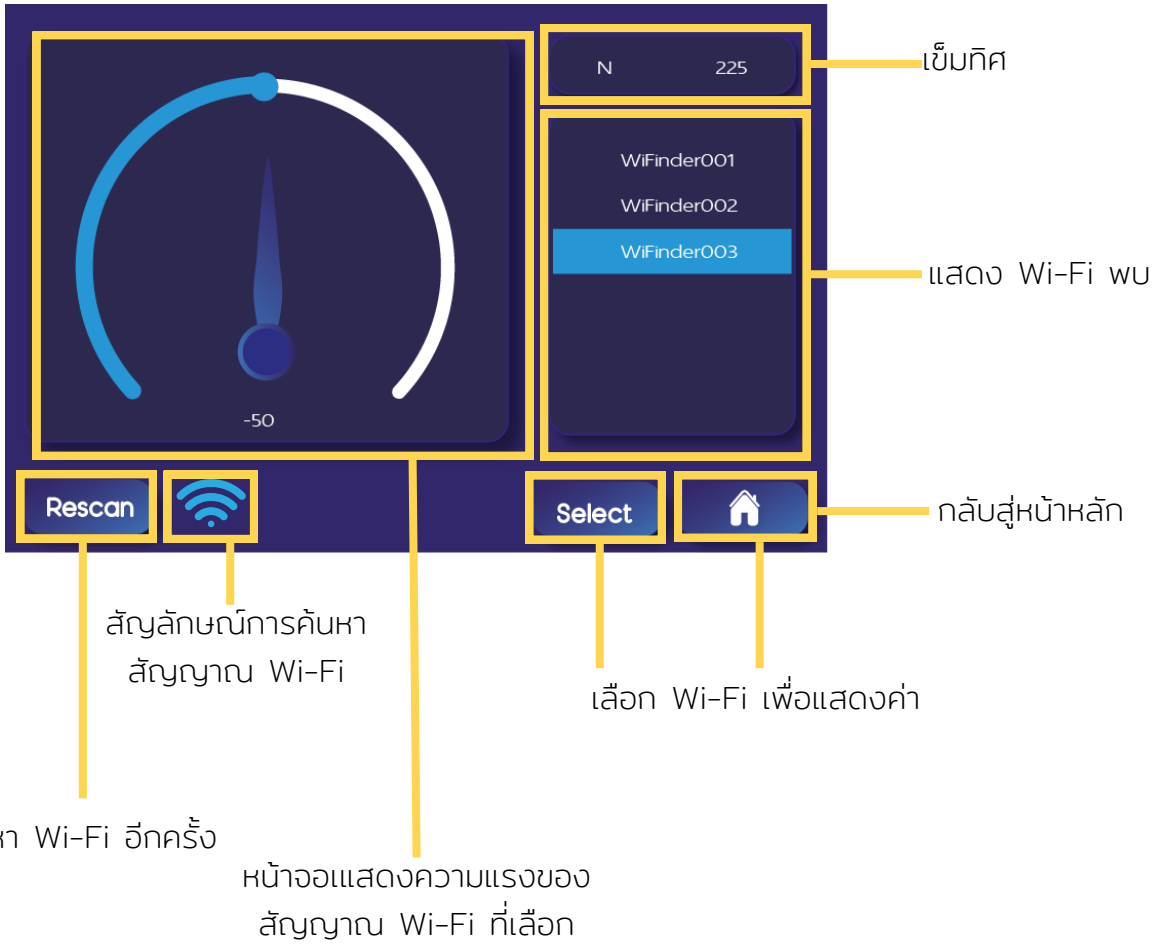 N 225
เข็มทิศ
WiFinder001
WiFinder002
WiFinder003
แสดง Wi-Fi พบ
-50
Rescan
Select
กลับสู่หน้าหลัก
สัญลักษณ์การค้นหา
สัญญาณ Wi-Fi
เลือก Wi-Fi เพื่อแสดงค่า
Wi-Fi อีกครั้ง
หน้าจอแสดงความแรงของ
สัญญาณ Wi-Fi ที่เลือก